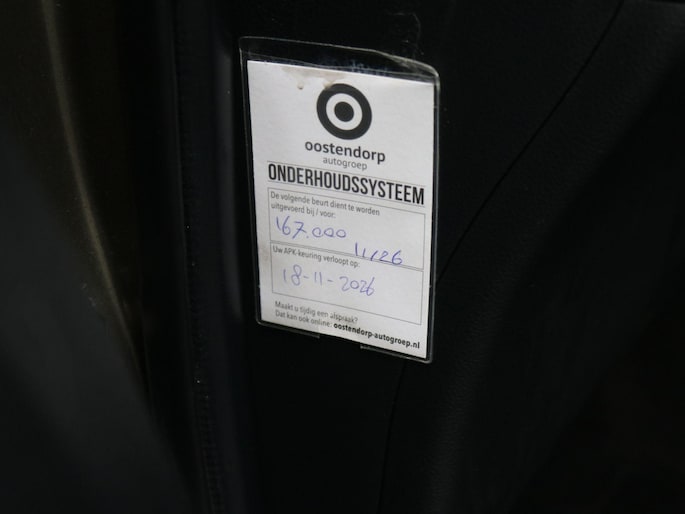 oostendorp
autogroep
ONDERHOUDSSYSTEEM
De volgende beurt dient te worden
uitgevoerd bij / voor:
167.000
11/26
Uw APK-keuring verloopt op:
18-11-2026
Maakt u tijdig een afspraak?
Dat kan ook online: oostendorp-autogroep.nl